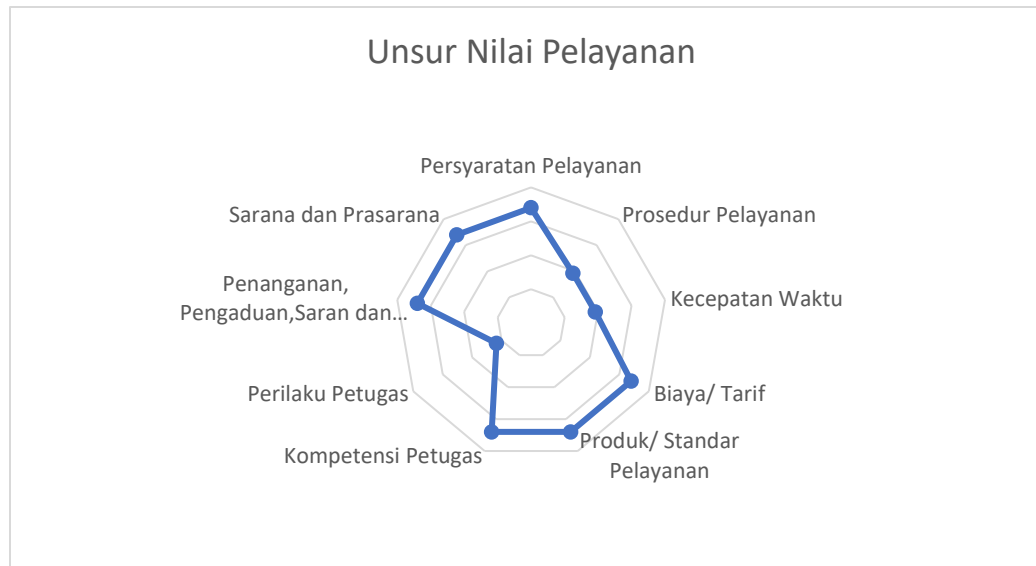 Unsur Nilai Pelayanan
Persyaratan Pelayanan
Prosedur Pelayanan
Kecepatan Waktu
Biaya/ Tarif
Produk/ Standar
Pelayanan
Kompetensi Petugas
Perilaku Petugas
Penanganan,
Pengaduan,Saran dan...
Sarana dan Prasarana